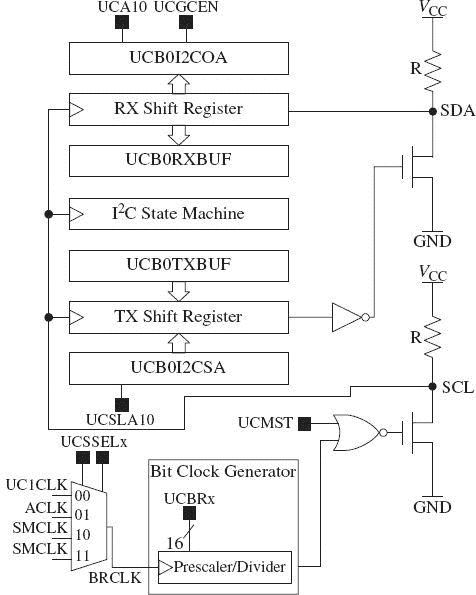 UCA10 UCGCEN
V_CC
UCB0I2COA
R
RX Shift Register
SDA
UCB0RXBUF
I²C State Machine
GND
UCB0TXBUF
V_CC
TX Shift Register
R
UCB0I2CSA
SCL
UCSLA10
UCMST
UCSSELx
Bit Clock Generator
UC1CLK 00
UCBRx
ACLK 01
GND
SMCLK 10
SMCLK 11
16
Prescaler/Divider
BRCLK